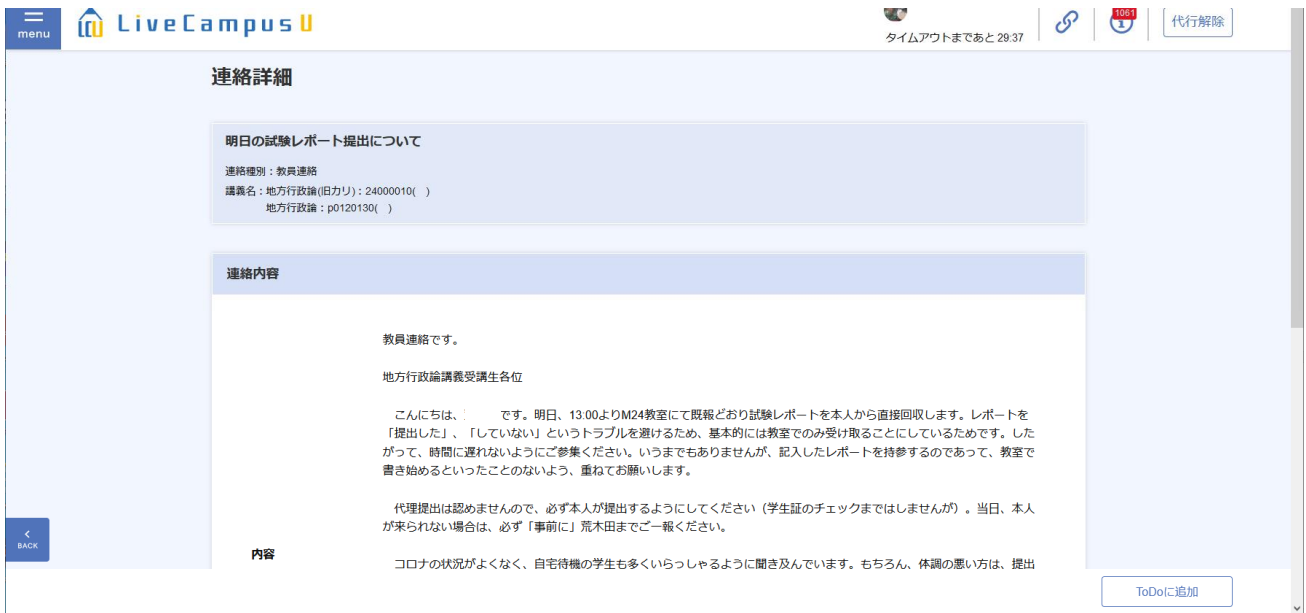 menu
LiveCampusU
タイムアウトまであと 29:37
1061
代行解除
連絡詳細
明日の試験レポート提出について
連絡種別：教員連絡
講義名：地方行政論(旧カリ)：24000010(　)
地方行政論：p0120130(　)
連絡内容
教員連絡です。
地方行政論講義受講生各位
こんにちは、　　　です。明日、13:00よりM24教室にて既報どおり試験レポートを本人から直接回収します。レポートを
「提出した」、「していない」というトラブルを避けるため、基本的には教室でのみ受け取ることにしているためです。した
がって、時間に遅れないようにご参集ください。いうまでもありませんが、記入したレポートを持参するのであって、教室で
書き始めるといったことのないよう、重ねてお願いします。
代理提出は認めませんので、必ず本人が提出するようにしてください（学生証のチェックまではしませんが）。当日、本人
が来られない場合は、必ず「事前に」荒木田までご一報ください。
内容
コロナの状況がよくなく、自宅待機の学生も多くいらっしゃるように聞き及んでいます。もちろん、体調の悪い方は、提出
BACK
ToDoに追加